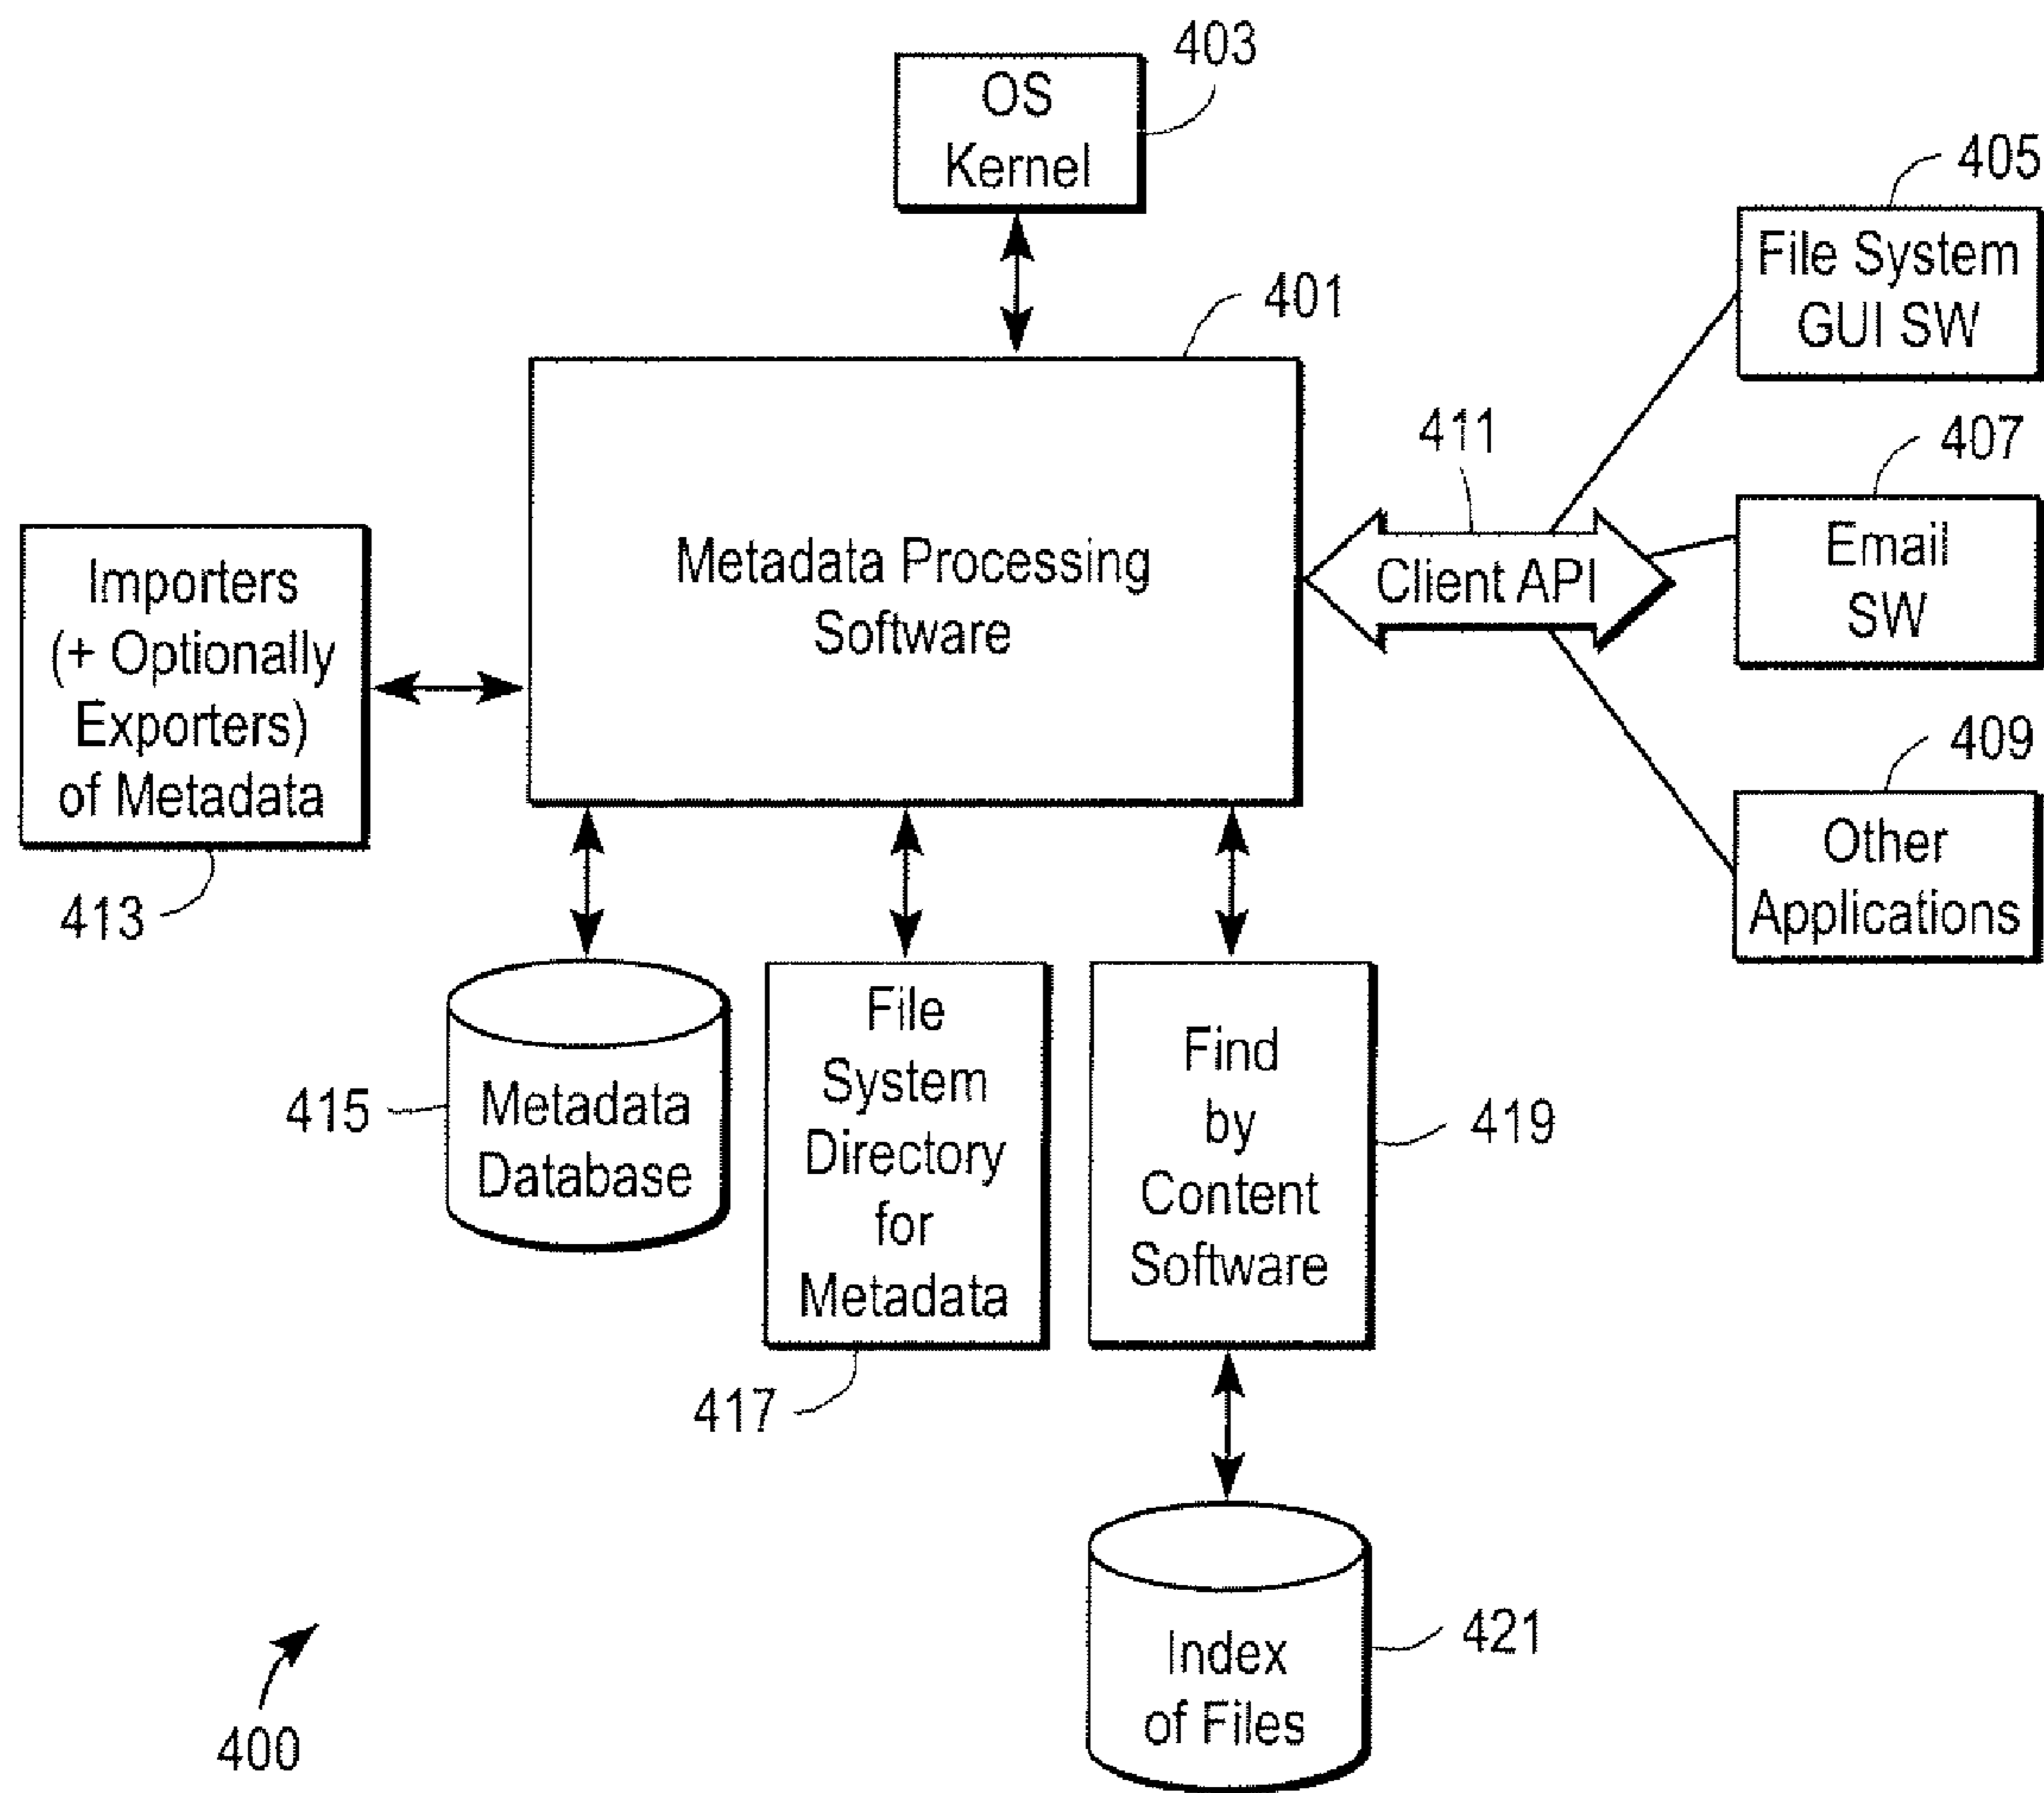 403
OS
Kernel
405
File System
GUI SW
401
411
407
Metadata Processing
Software
Client API
Email
SW
Importers
(+ Optionally
Exporters)
of Metadata
413
409
Other
Applications
415
Metadata
Database
File
System
Directory
for
Metadata
417
Find
by
Content
Software
419
421
Index
of Files
400